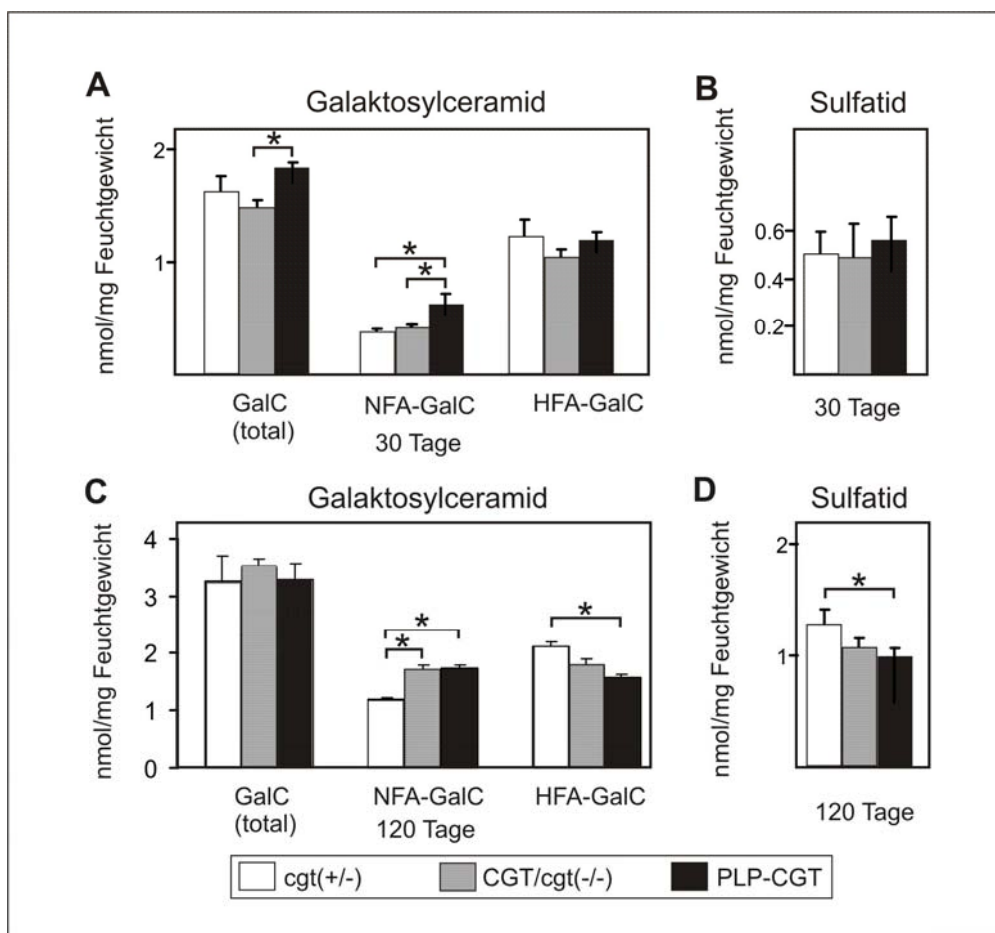 A
Galaktosylceramid
B
Sulfatid
nmol/mg Feuchtgewicht
2
1
*
*
*
GalC
(total)
NFA-GalC
HFA-GalC
30 Tage
nmol/mg Feuchtgewicht
0.6
0.4
0.2
30 Tage
C
Galaktosylceramid
D
Sulfatid
nmol/mg Feuchtgewicht
4
3
2
1
0
*
*
*
GalC
(total)
NFA-GalC
HFA-GalC
120 Tage
nmol/mg Feuchtgewicht
2
1
*
120 Tage
cgt(+/-) CGT/cgt(-/-) PLP-CGT